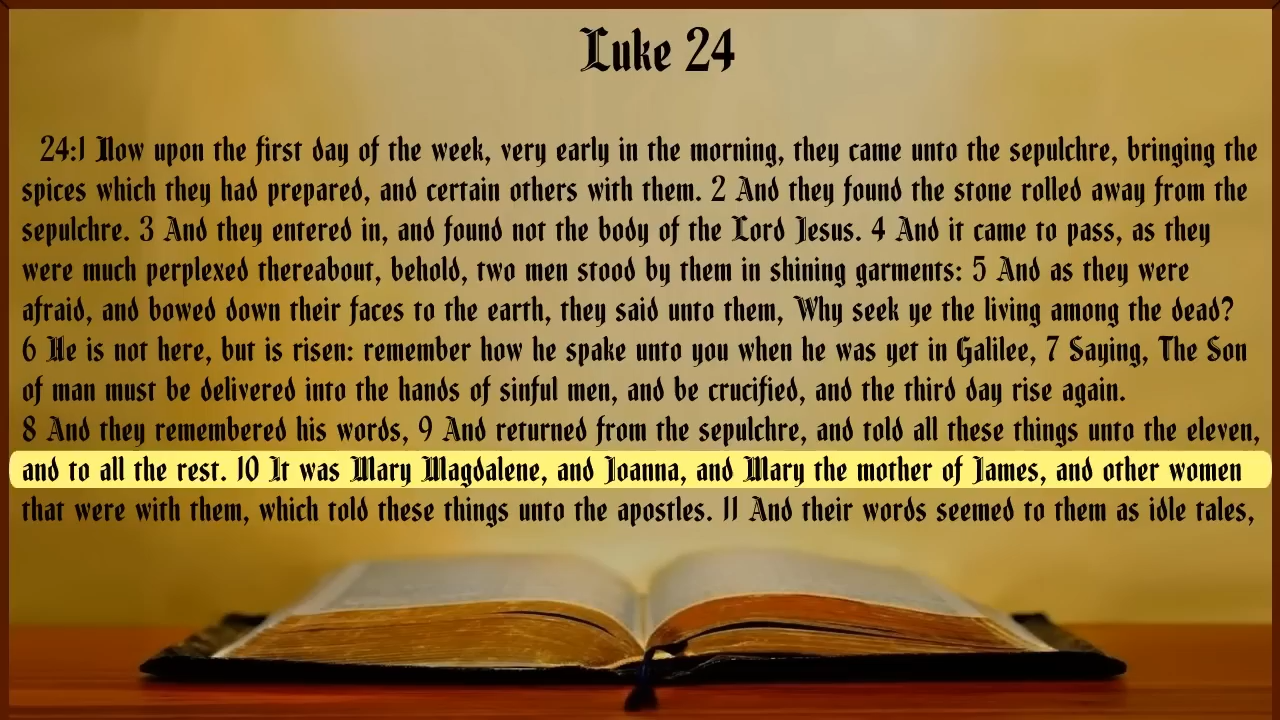 Luke 24
24:1 Now upon the first day of the week, very early in the morning, they came unto the sepulchre, bringing the
spices which they had prepared, and certain others with them. 2 And they found the stone rolled away from the
sepulchre. 3 And they entered in, and found not the body of the Lord Jesus. 4 And it came to pass, as they
were much perplexed thereabout, behold, two men stood by them in shining garments: 5 And as they were
afraid, and bowed down their faces to the earth, they said unto them, Why seek ye the living among the dead?
6 He is not here, but is risen: remember how he spake unto you when he was yet in Galilee, 7 Saying, The Son
of man must be delivered into the hands of sinful men, and be crucified, and the third day rise again.
8 And they remembered his words, 9 And returned from the sepulchre, and told all these things unto the eleven,
and to all the rest. 10 It was Mary Magdalene, and Joanna, and Mary the mother of James, and other women
that were with them, which told these things unto the apostles. 11 And their words seemed to them as idle tales,